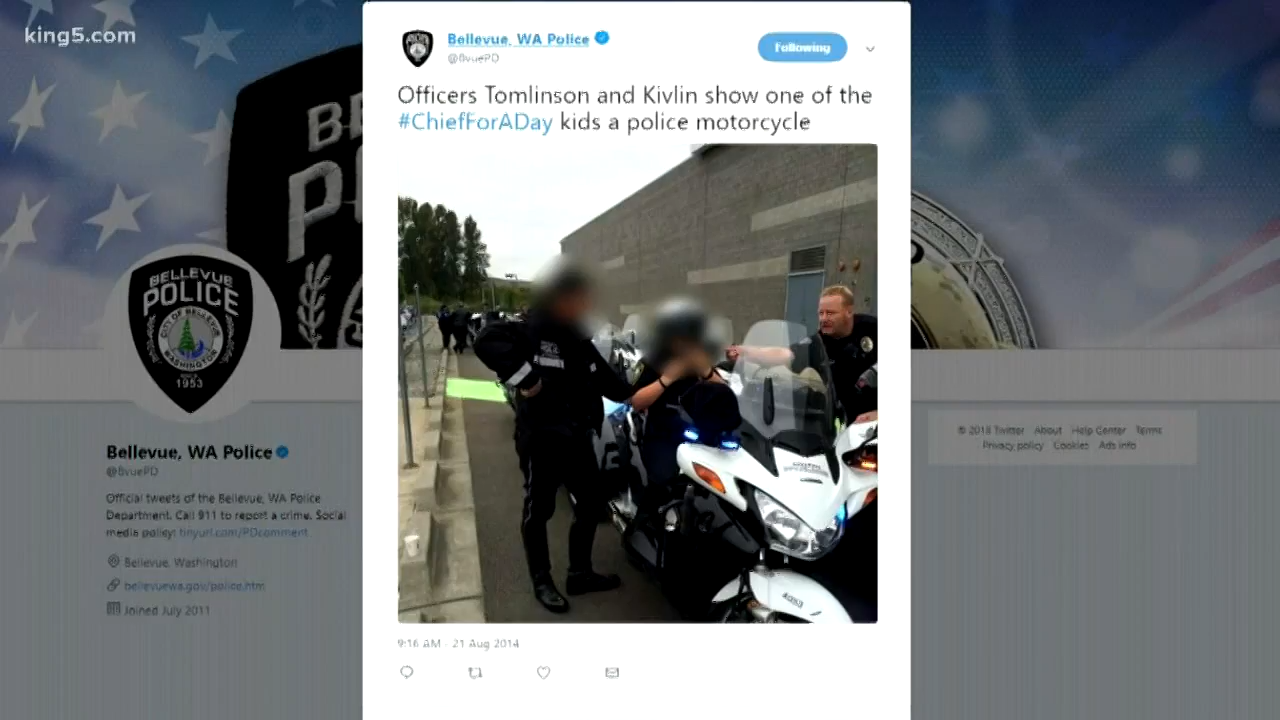 king5.com
Bellevue, WA Police
@BvuePD
Following
Officers Tomlinson and Kivlin show one of the
#ChiefForADay kids a police motorcycle
9:16 AM - 21 Aug 2014
BE
PO
BELLEVUE
POLICE
CITY OF BELLEVUE
WASHINGTON
SINCE
1953
Bellevue, WA Police
@BvuePD
Official tweets of the Bellevue, WA Police
Department. Call 911 to report a crime. Social
media policy: tinyurl.com/PDcomment
Bellevue, Washington
bellevuewa.gov/police.htm
Joined July 2011
© 2018 Twitter About Help Center Terms
Privacy policy Cookies Ads info